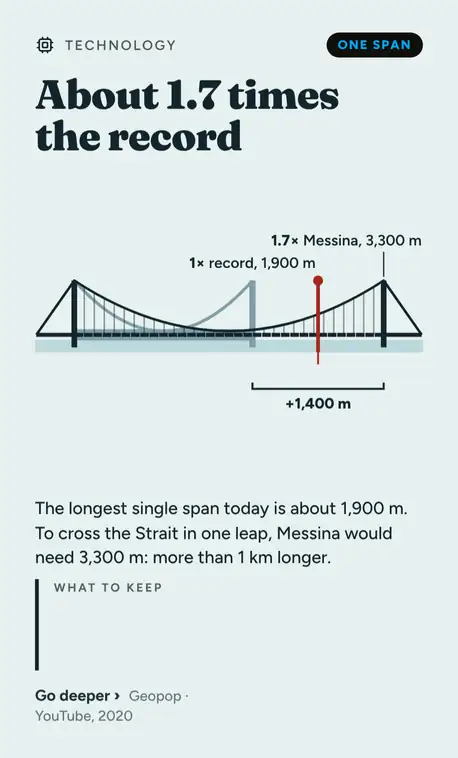 TECHNOLOGY
ONE SPAN
About 1.7 times
the record
1.7× Messina, 3,300 m
1× record, 1,900 m
+1,400 m
The longest single span today is about 1,900 m.
To cross the Strait in one leap, Messina would
need 3,300 m: more than 1 km longer.
WHAT TO KEEP
Go deeper › Geopop ·
YouTube, 2020